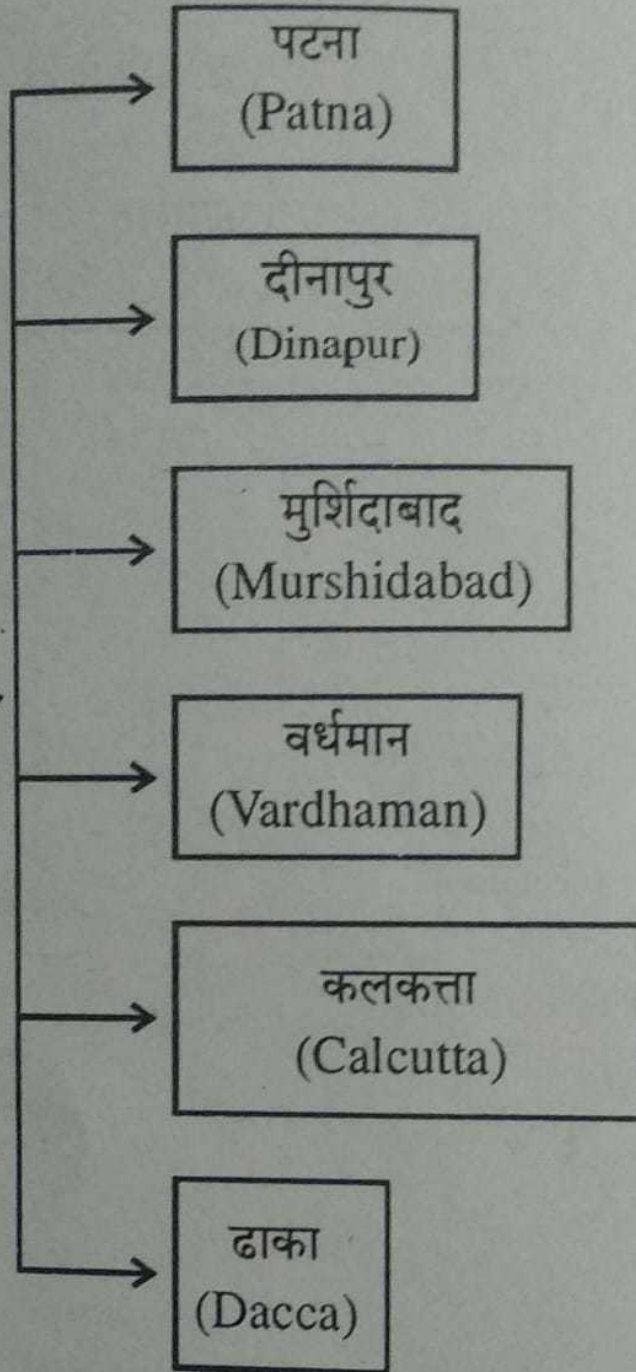 पटना
(Patna)
दीनापुर
(Dinapur)
मुर्शिदाबाद
(Murshidabad)
वर्धमान
(Vardhaman)
कलकत्ता
(Calcutta)
ढाका
(Dacca)